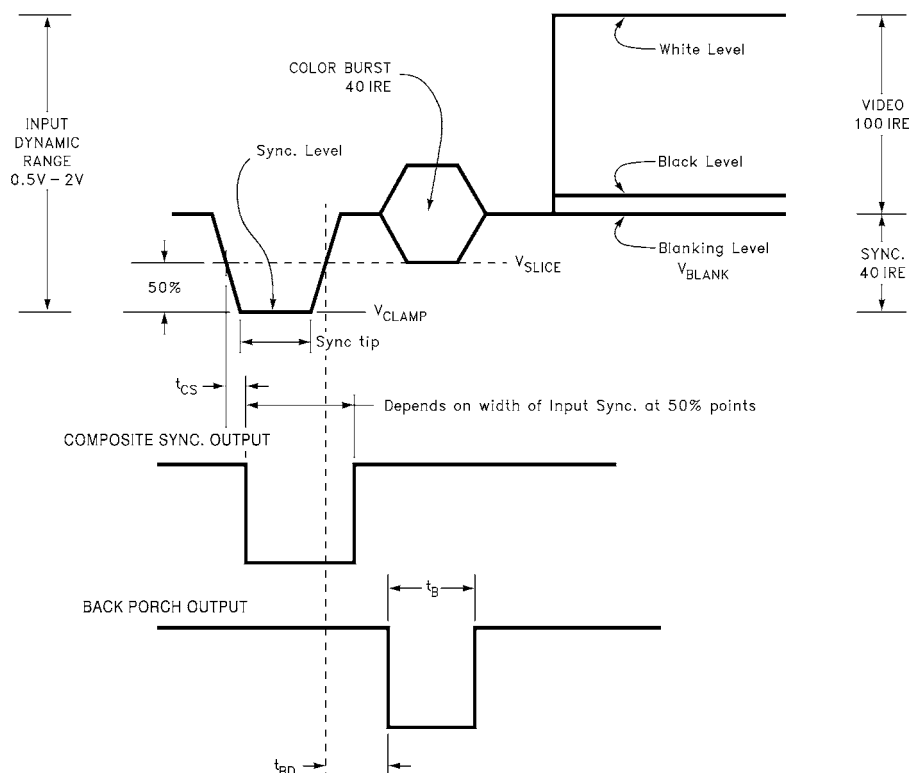 White Level
COLOR BURST
40 IRE
INPUT
DYNAMIC
RANGE
0.5V – 2V
VIDEO
100 IRE
Sync. Level
Black Level
Blanking Level
V_BLANK
V_SLICE
SYNC.
40 IRE
50%
V_CLAMP
Sync tip
t_CS
Depends on width of Input Sync. at 50% points
COMPOSITE SYNC. OUTPUT
t_B
BACK PORCH OUTPUT
t_BD